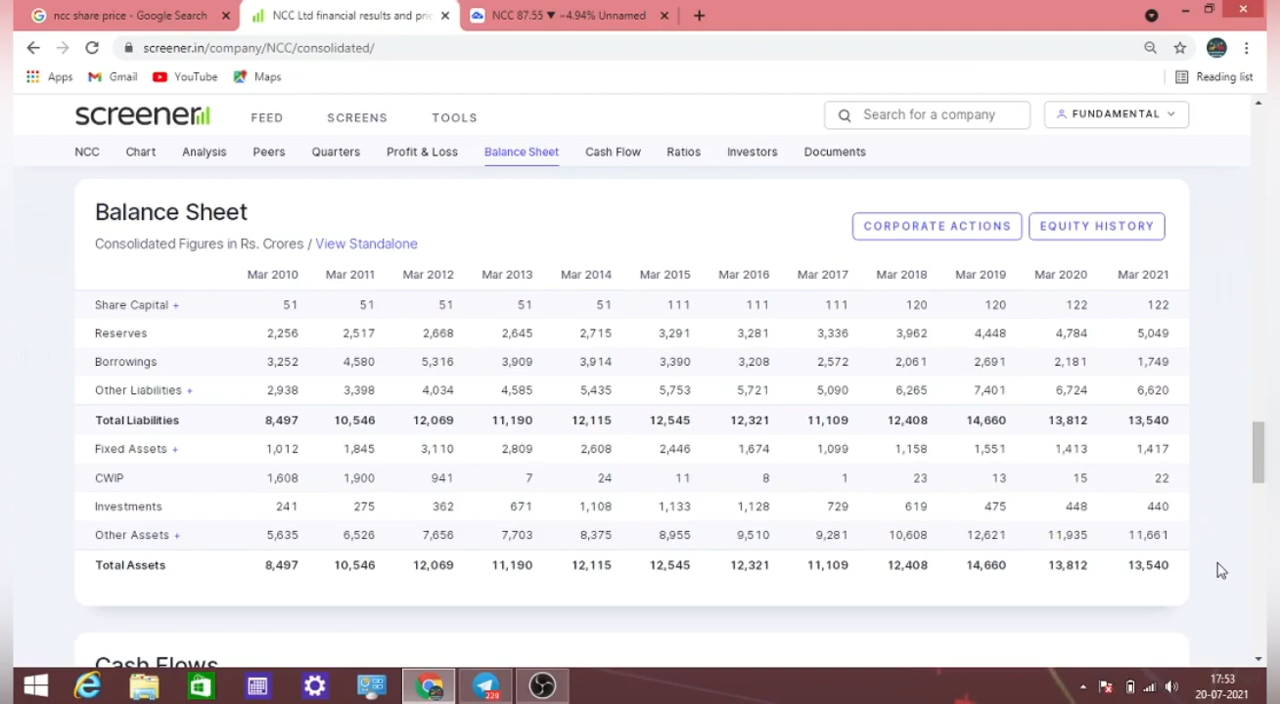 ncc share price - Google Search
NCC Ltd financial results and pric
NCC 87.55 ▼ −4.94% Unnamed
screener.in/company/NCC/consolidated/
Apps Gmail YouTube Maps Reading list
screener FEED SCREENS TOOLS Search for a company FUNDAMENTAL
NCC Chart Analysis Peers Quarters Profit & Loss Balance Sheet Cash Flow Ratios Investors Documents
Balance Sheet
CORPORATE ACTIONS EQUITY HISTORY
Consolidated Figures in Rs. Crores / View Standalone
Mar 2010 Mar 2011 Mar 2012 Mar 2013 Mar 2014 Mar 2015 Mar 2016 Mar 2017 Mar 2018 Mar 2019 Mar 2020 Mar 2021
Share Capital + 51 51 51 51 51 111 111 111 120 120 122 122
Reserves 2,256 2,517 2,668 2,645 2,715 3,291 3,281 3,336 3,962 4,448 4,784 5,049
Borrowings 3,252 4,580 5,316 3,909 3,914 3,390 3,208 2,572 2,061 2,691 2,181 1,749
Other Liabilities + 2,938 3,398 4,034 4,585 5,435 5,753 5,721 5,090 6,265 7,401 6,724 6,620
Total Liabilities 8,497 10,546 12,069 11,190 12,115 12,545 12,321 11,109 12,408 14,660 13,812 13,540
Fixed Assets + 1,012 1,845 3,110 2,809 2,608 2,446 1,674 1,099 1,158 1,551 1,413 1,417
CWIP 1,608 1,900 941 7 24 11 8 1 23 13 15 22
Investments 241 275 362 671 1,108 1,133 1,128 729 619 475 448 440
Other Assets + 5,635 6,526 7,656 7,703 8,375 8,955 9,510 9,281 10,608 12,621 11,935 11,661
Total Assets 8,497 10,546 12,069 11,190 12,115 12,545 12,321 11,109 12,408 14,660 13,812 13,540
Cash Flows
229
17:53
20-07-2021